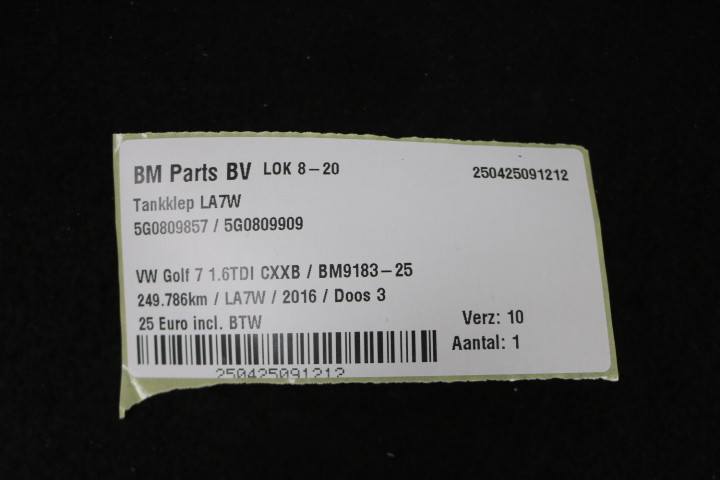 BM Parts BV LOK 8-20 250425091212
Tankklep LA7W
5G0809857 / 5G0809909
VW Golf 7 1.6TDI CXXB / BM9183-25
249.786km / LA7W / 2016 / Doos 3
25 Euro incl. BTW Verz: 10
Aantal: 1
250425091212